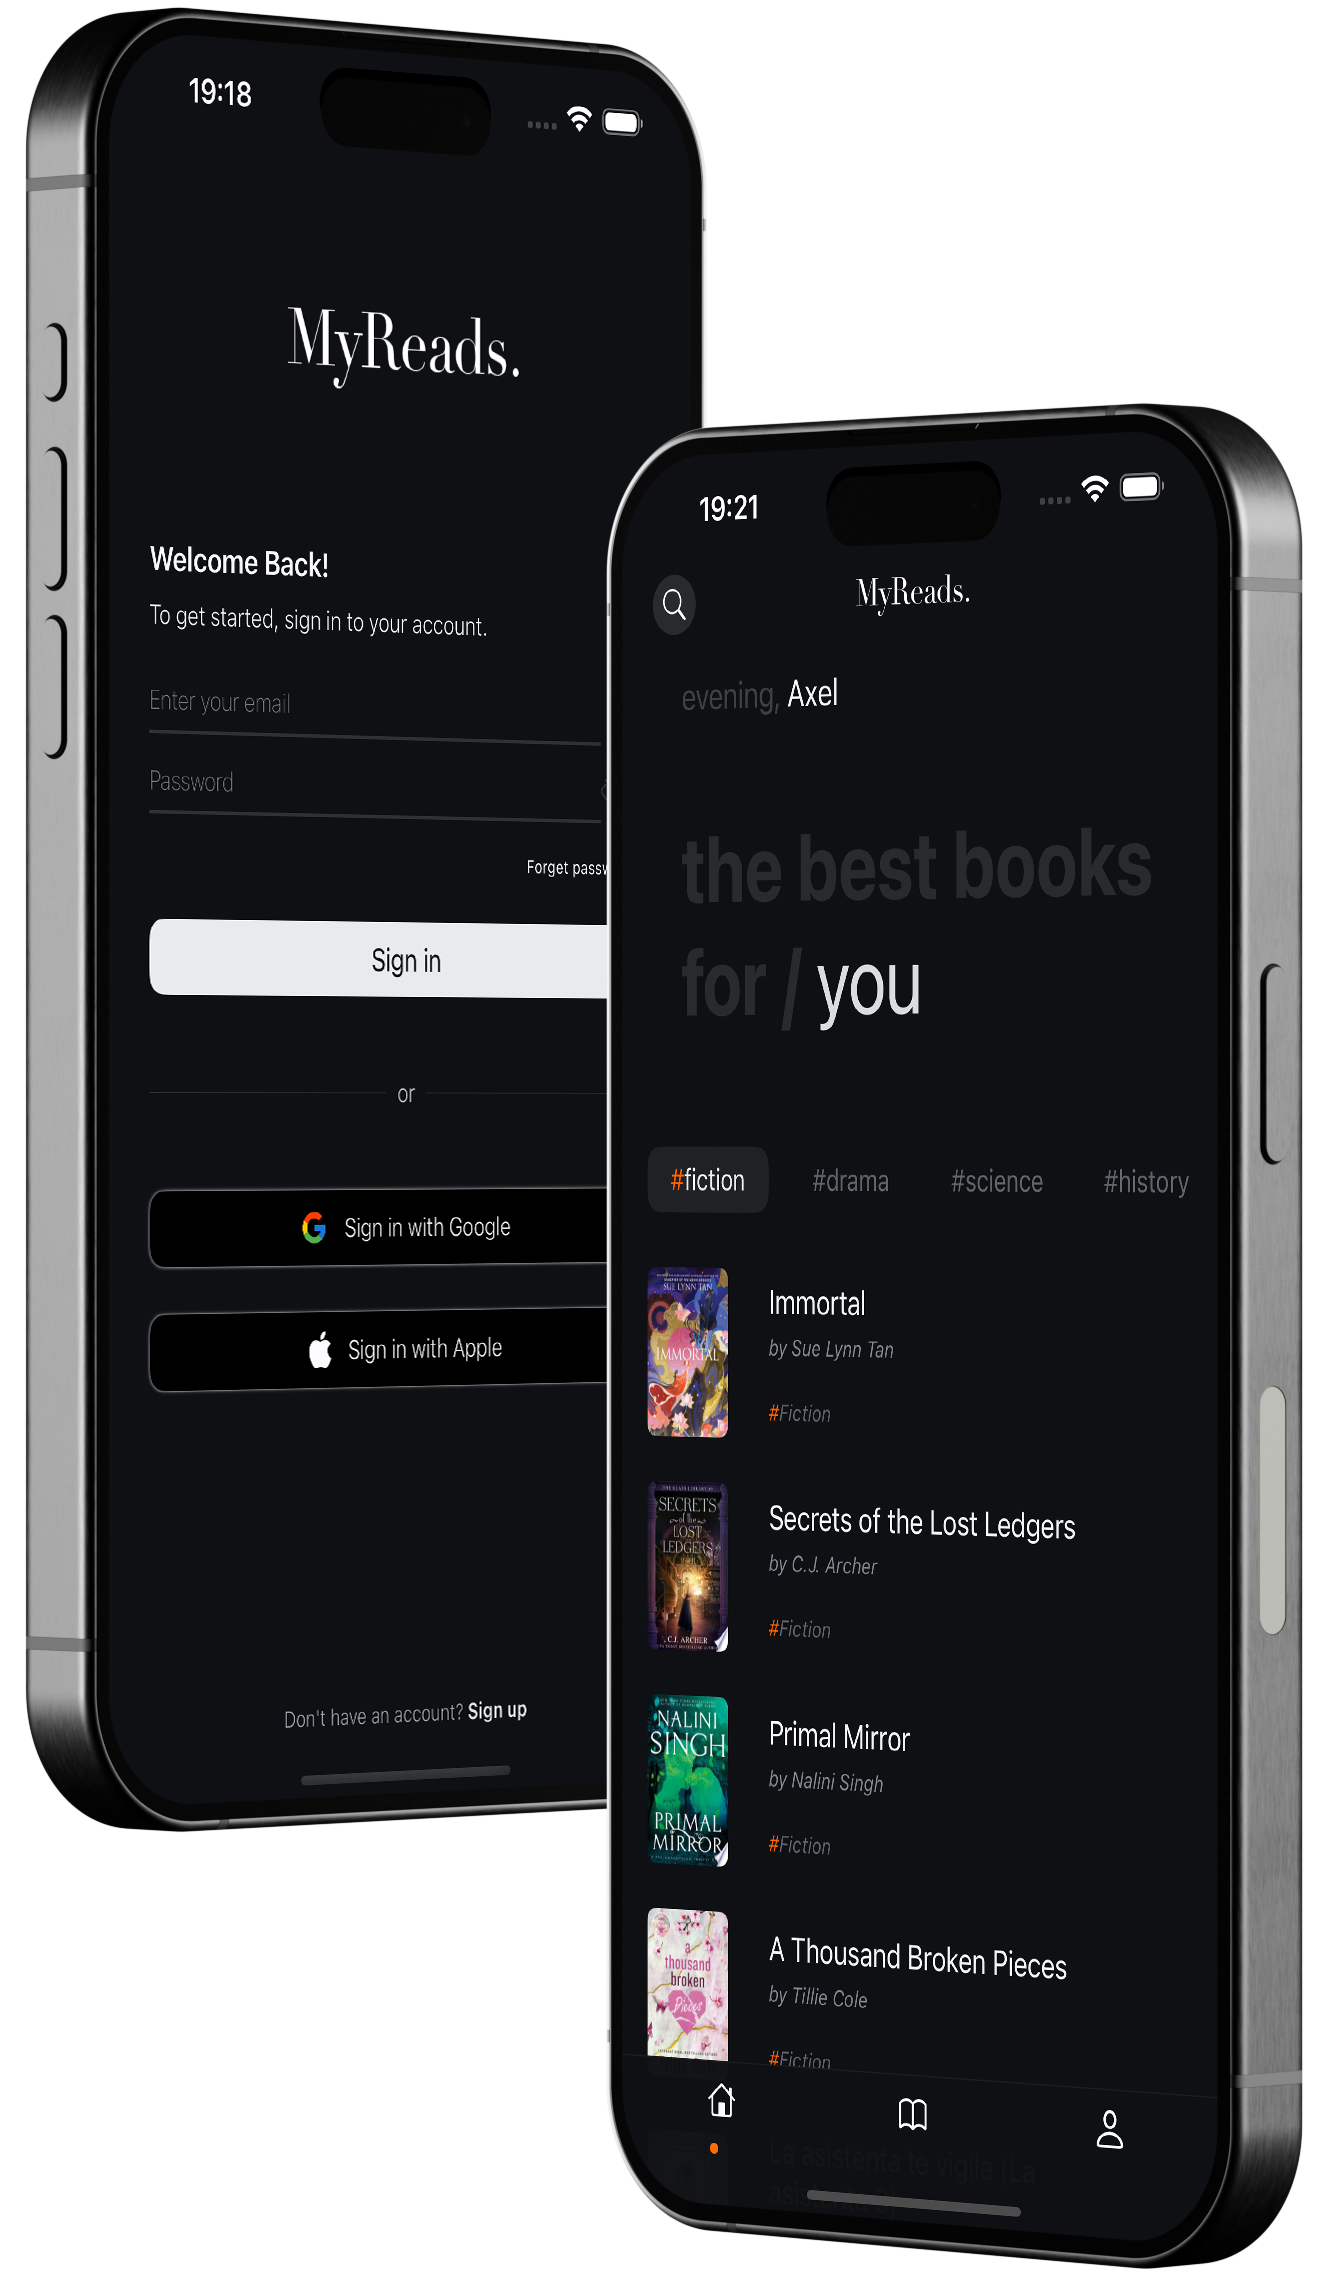 19:18
MyReads.
Welcome Back!
To get started, sign in to your account.
Enter your email
Password
Forget
Sign in
or
Sign in with Google
Sign in with Apple
Don't have an account? Sign up
19:21
MyReads.
evening, Axel
the best books
for / you
#fiction #drama #science #history
SUE LYNN TAN
IMMORTAL
Immortal
by Sue Lynn Tan
#Fiction
SECRETS
of the
LOST
LEDGERS
C.J. ARCHER
Secrets of the Lost Ledgers
by C.J. Archer
#Fiction
NALINI
SINGH
PRIMAL
MIRROR
Primal Mirror
by Nalini Singh
#Fiction
a
thousand
broken
Pieces
A Thousand Broken Pieces
by Tillie Cole
#Fiction
La asistenta te vigila (La